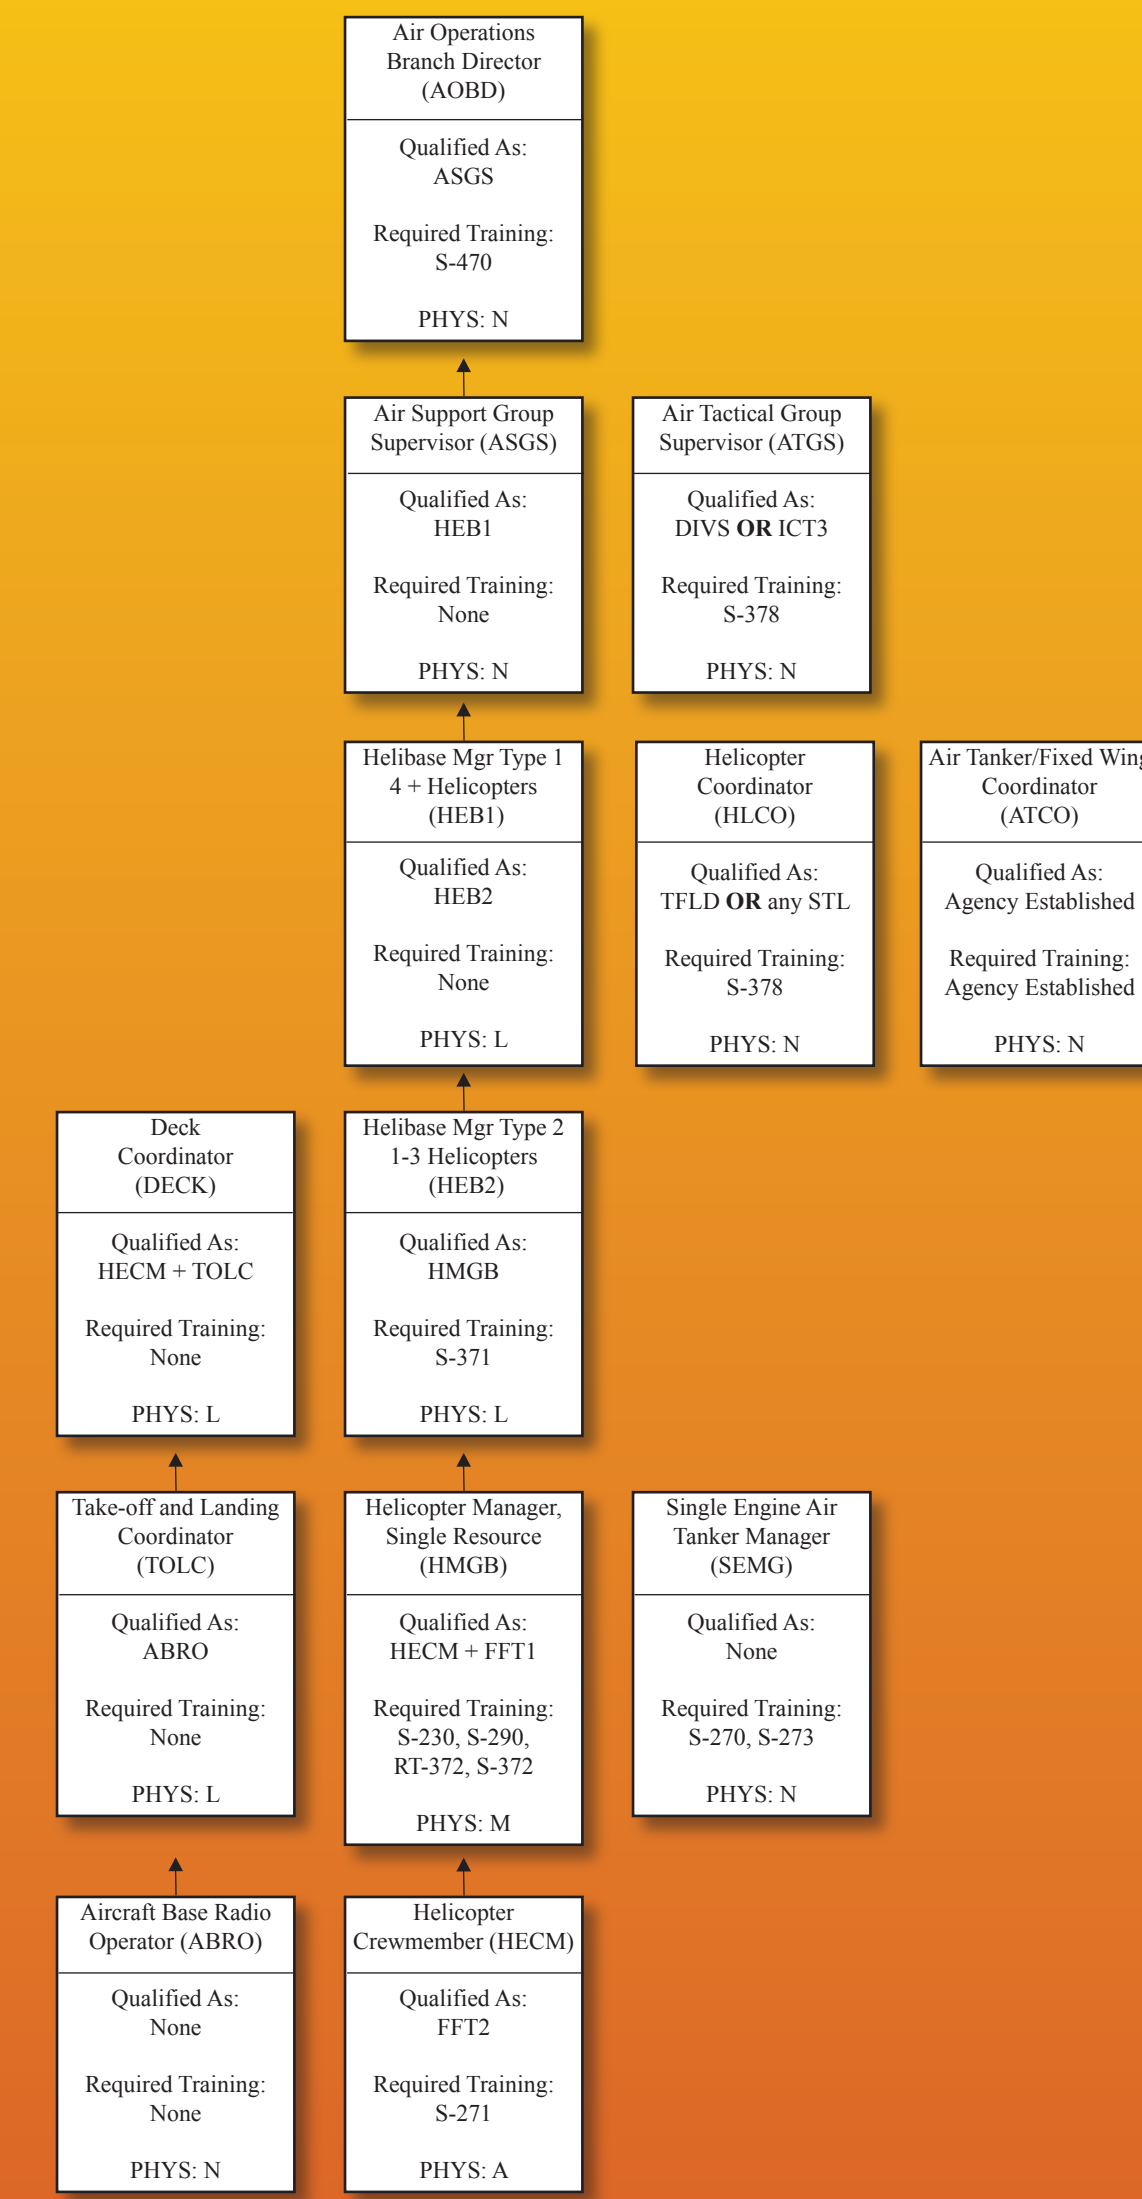 Air Operations
Branch Director
(AOBD)
Qualified As:
ASGS
Required Training:
S-470
PHYS: N
Air Support Group
Supervisor (ASGS)
Qualified As:
HEB1
Required Training:
None
PHYS: N
Air Tactical Group
Supervisor (ATGS)
Qualified As:
DIVS OR ICT3
Required Training:
S-378
PHYS: N
Helibase Mgr Type 1
4 + Helicopters
(HEB1)
Qualified As:
HEB2
Required Training:
None
PHYS: L
Helicopter
Coordinator
(HLCO)
Qualified As:
TFLD OR any STL
Required Training:
S-378
PHYS: N
Air Tanker/Fixed Wing
Coordinator
(ATCO)
Qualified As:
Agency Established
Required Training:
Agency Established
PHYS: N
Deck
Coordinator
(DECK)
Qualified As:
HECM + TOLC
Required Training:
None
PHYS: L
Helibase Mgr Type 2
1-3 Helicopters
(HEB2)
Qualified As:
HMGB
Required Training:
S-371
PHYS: L
Take-off and Landing
Coordinator
(TOLC)
Qualified As:
ABRO
Required Training:
None
PHYS: L
Helicopter Manager,
Single Resource
(HMGB)
Qualified As:
HECM + FFT1
Required Training:
S-230, S-290,
RT-372, S-372
PHYS: M
Single Engine Air
Tanker Manager
(SEMG)
Qualified As:
None
Required Training:
S-270, S-273
PHYS: N
Aircraft Base Radio
Operator (ABRO)
Qualified As:
None
Required Training:
None
PHYS: N
Helicopter
Crewmember (HECM)
Qualified As:
FFT2
Required Training:
S-271
PHYS: A